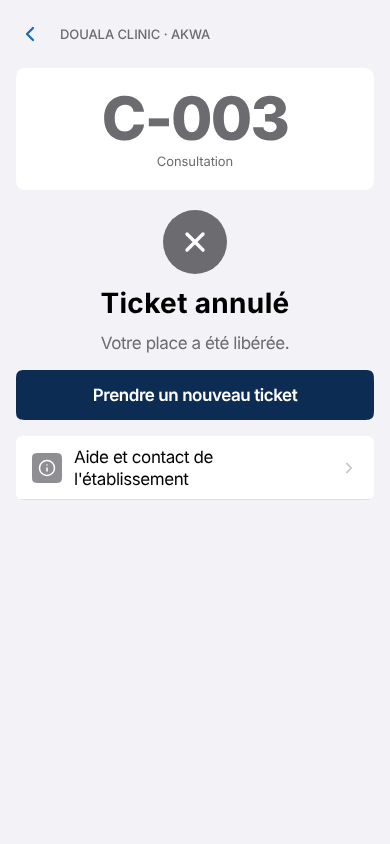 DOUALA CLINIC · AKWA
C-003
Consultation
Ticket annulé
Votre place a été libérée.
Prendre un nouveau ticket
Aide et contact de
l'établissement